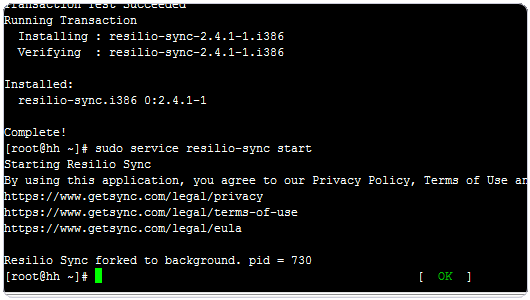 Transaction Test Succeeded
Running Transaction
  Installing : resilio-sync-2.4.1-1.i386
  Verifying  : resilio-sync-2.4.1-1.i386

Installed:
  resilio-sync.i386 0:2.4.1-1

Complete!
[root@hh ~]# sudo service resilio-sync start
Starting Resilio Sync
By using this application, you agree to our Privacy Policy, Terms of Use an
https://www.getsync.com/legal/privacy
https://www.getsync.com/legal/terms-of-use
https://www.getsync.com/legal/eula

Resilio Sync forked to background. pid = 730
[root@hh ~]#                                              [  OK  ]